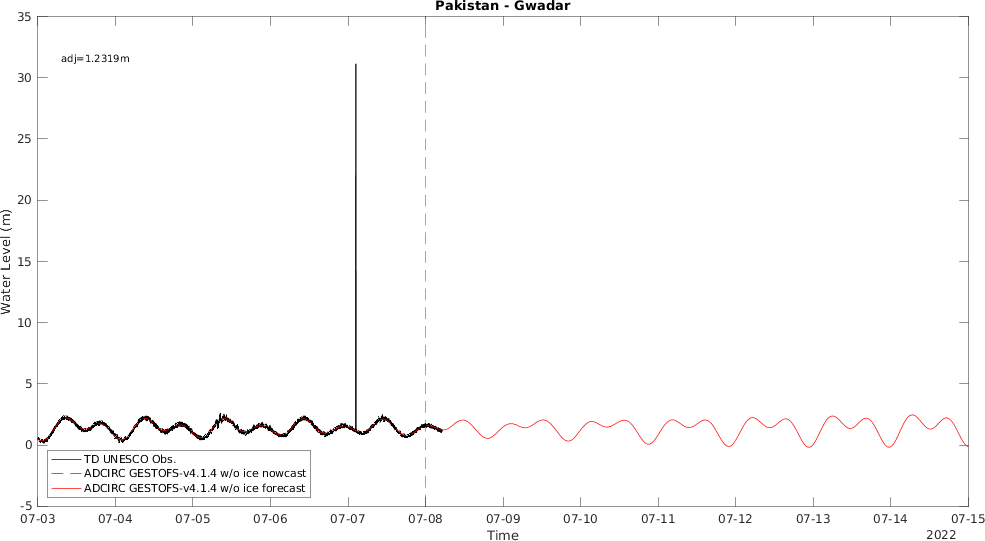 Pakistan - Gwadar
adj=1.2319m
Water Level (m)
35
30
25
20
15
10
5
0
-5
TD UNESCO Obs.
ADCIRC GESTOFS-v4.1.4 w/o ice nowcast
ADCIRC GESTOFS-v4.1.4 w/o ice forecast
07-03 07-04 07-05 07-06 07-07 07-08 07-09 07-10 07-11 07-12 07-13 07-14 07-15
Time
2022